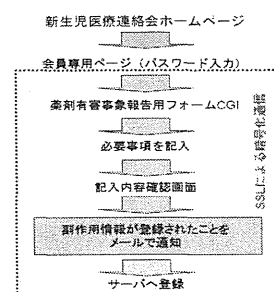 新生児医療連絡会ホームページ
会員専用ページ（パスワード入力）
薬剤有害事象報告用フォームCGI
必要事項を記入
記入内容確認画面
副作用情報が登録されたことを
メールで通知
サーバへ登録
SSLによる暗号化通信